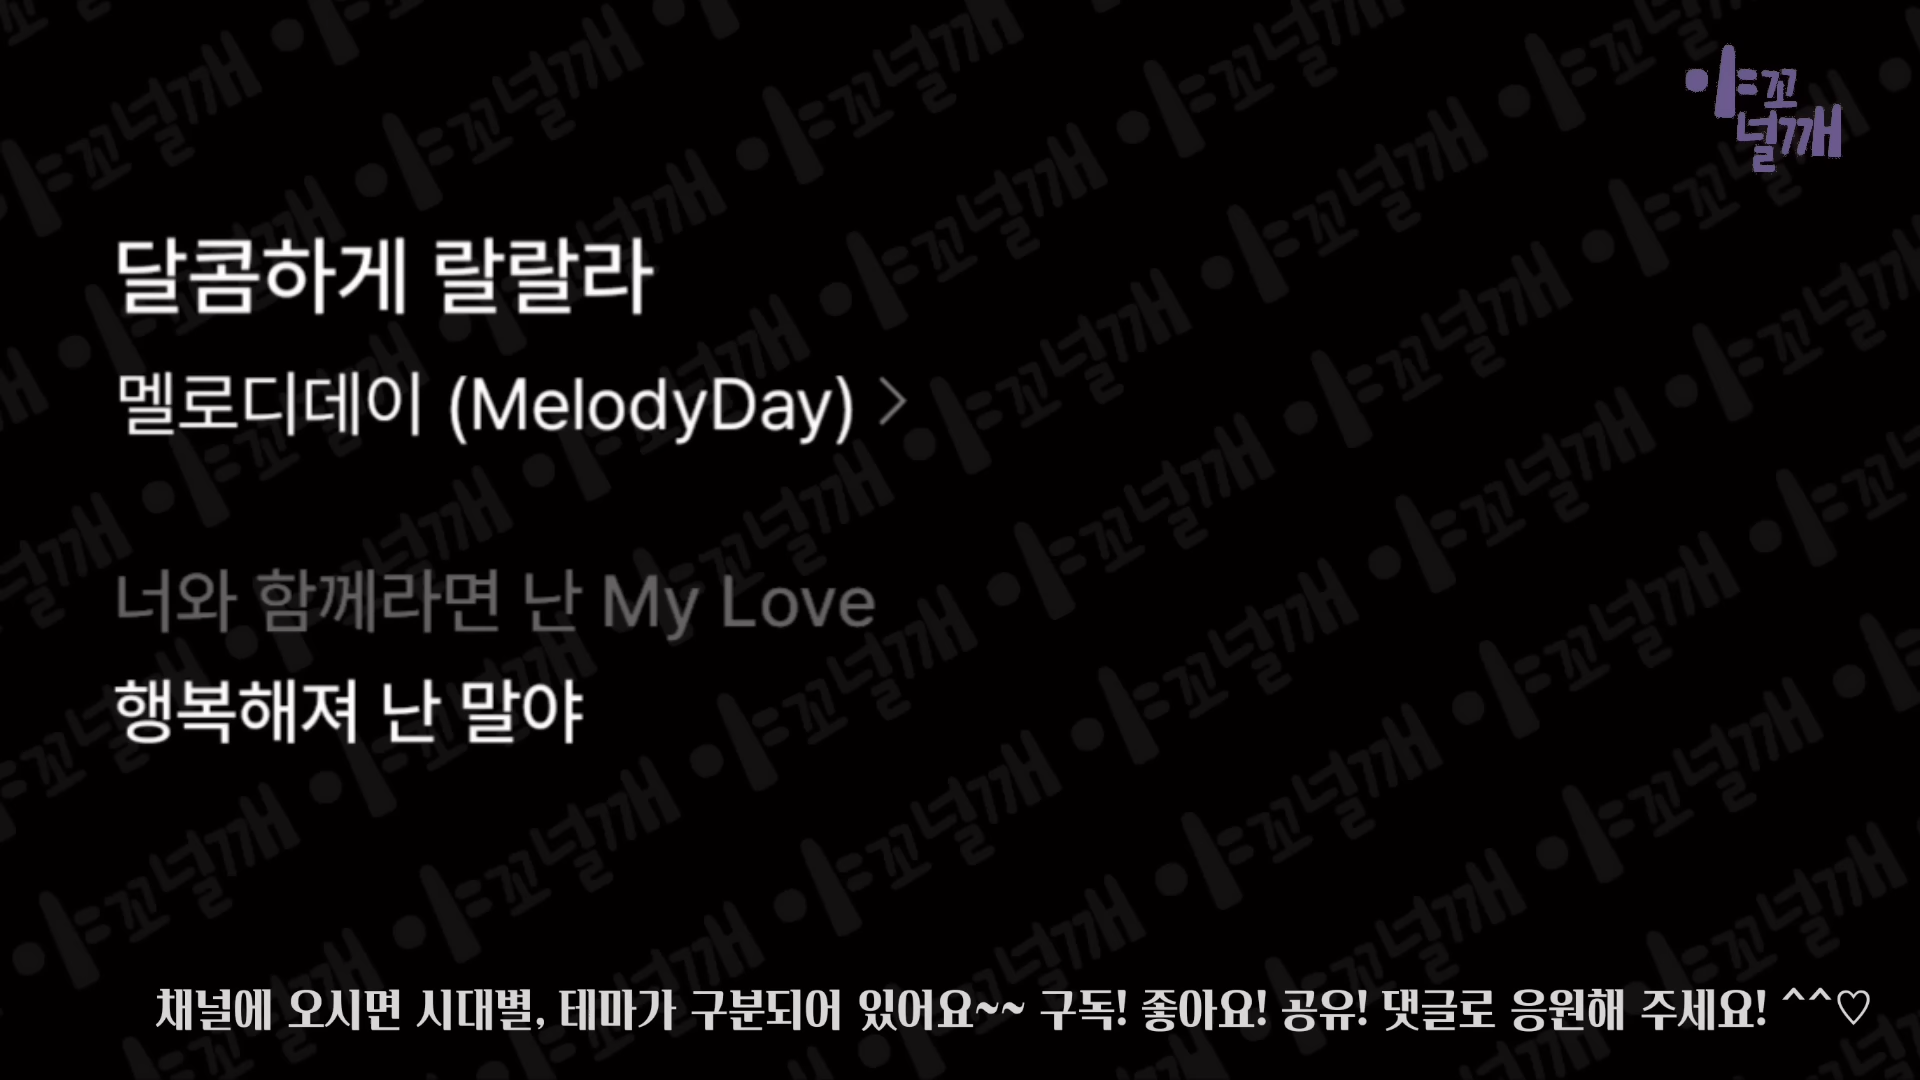 야꼬
널깨
달콤하게 랄랄라
멜로디데이 (MelodyDay) >
너와 함께라면 난 My Love
행복해져 난 말야
채널에 오시면 시대별, 테마가 구분되어 있어요~~ 구독! 좋아요! 공유! 댓글로 응원해 주세요! ^^♡